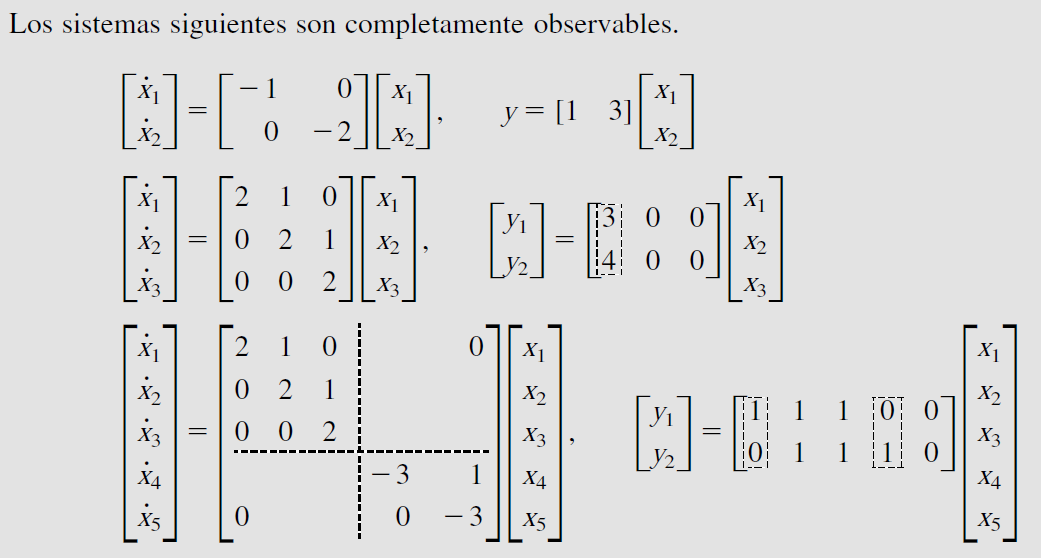 Los sistemas siguientes son completamente observables.
[ẋ1; ẋ2] = [−1 0; 0 −2] [x1; x2], y = [1 3] [x1; x2]
[ẋ1; ẋ2; ẋ3] = [2 1 0; 0 2 1; 0 0 2] [x1; x2; x3], [y1; y2] = [3 0 0; 4 0 0] [x1; x2; x3]
[ẋ1; ẋ2; ẋ3; ẋ4; ẋ5] = [2 1 0 | 0; 0 2 1 |; 0 0 2 |; | −3 1; 0 | 0 −3] [x1; x2; x3; x4; x5], [y1; y2] = [1 1 1 0 0; 0 1 1 1 0] [x1; x2; x3; x4; x5]